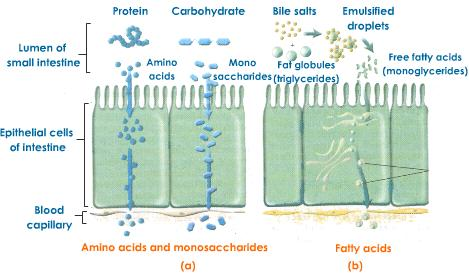 Protein
Carbohydrate
Bile salts
Emulsified
droplets
Lumen of
small intestine
Amino
acids
Mono
saccharides
+
Fat globules
(triglycerides)
Free fatty acids
(monoglycerides)
Epithelial cells
of intestine
Blood
capillary
Amino acids and monosaccharides
(a)
Fatty acids
(b)